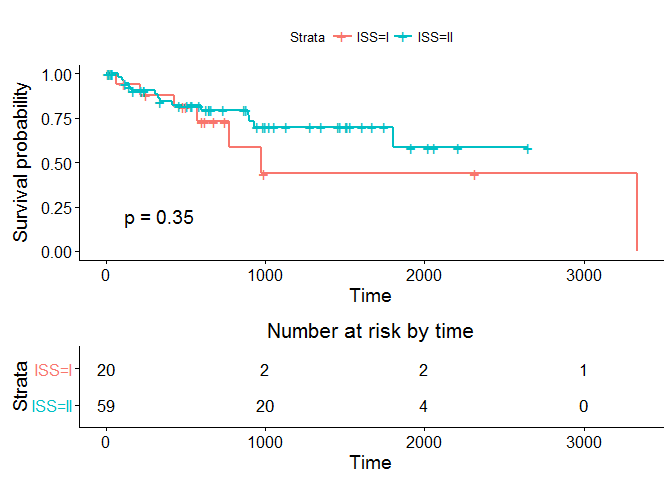 Strata ISS=I ISS=II
Survival probability
1.00
0.75
0.50
0.25
0.00
p = 0.35
0 1000 2000 3000
Time
Number at risk by time
Strata
ISS=I 20 2 2 1
ISS=II 59 20 4 0
0 1000 2000 3000
Time